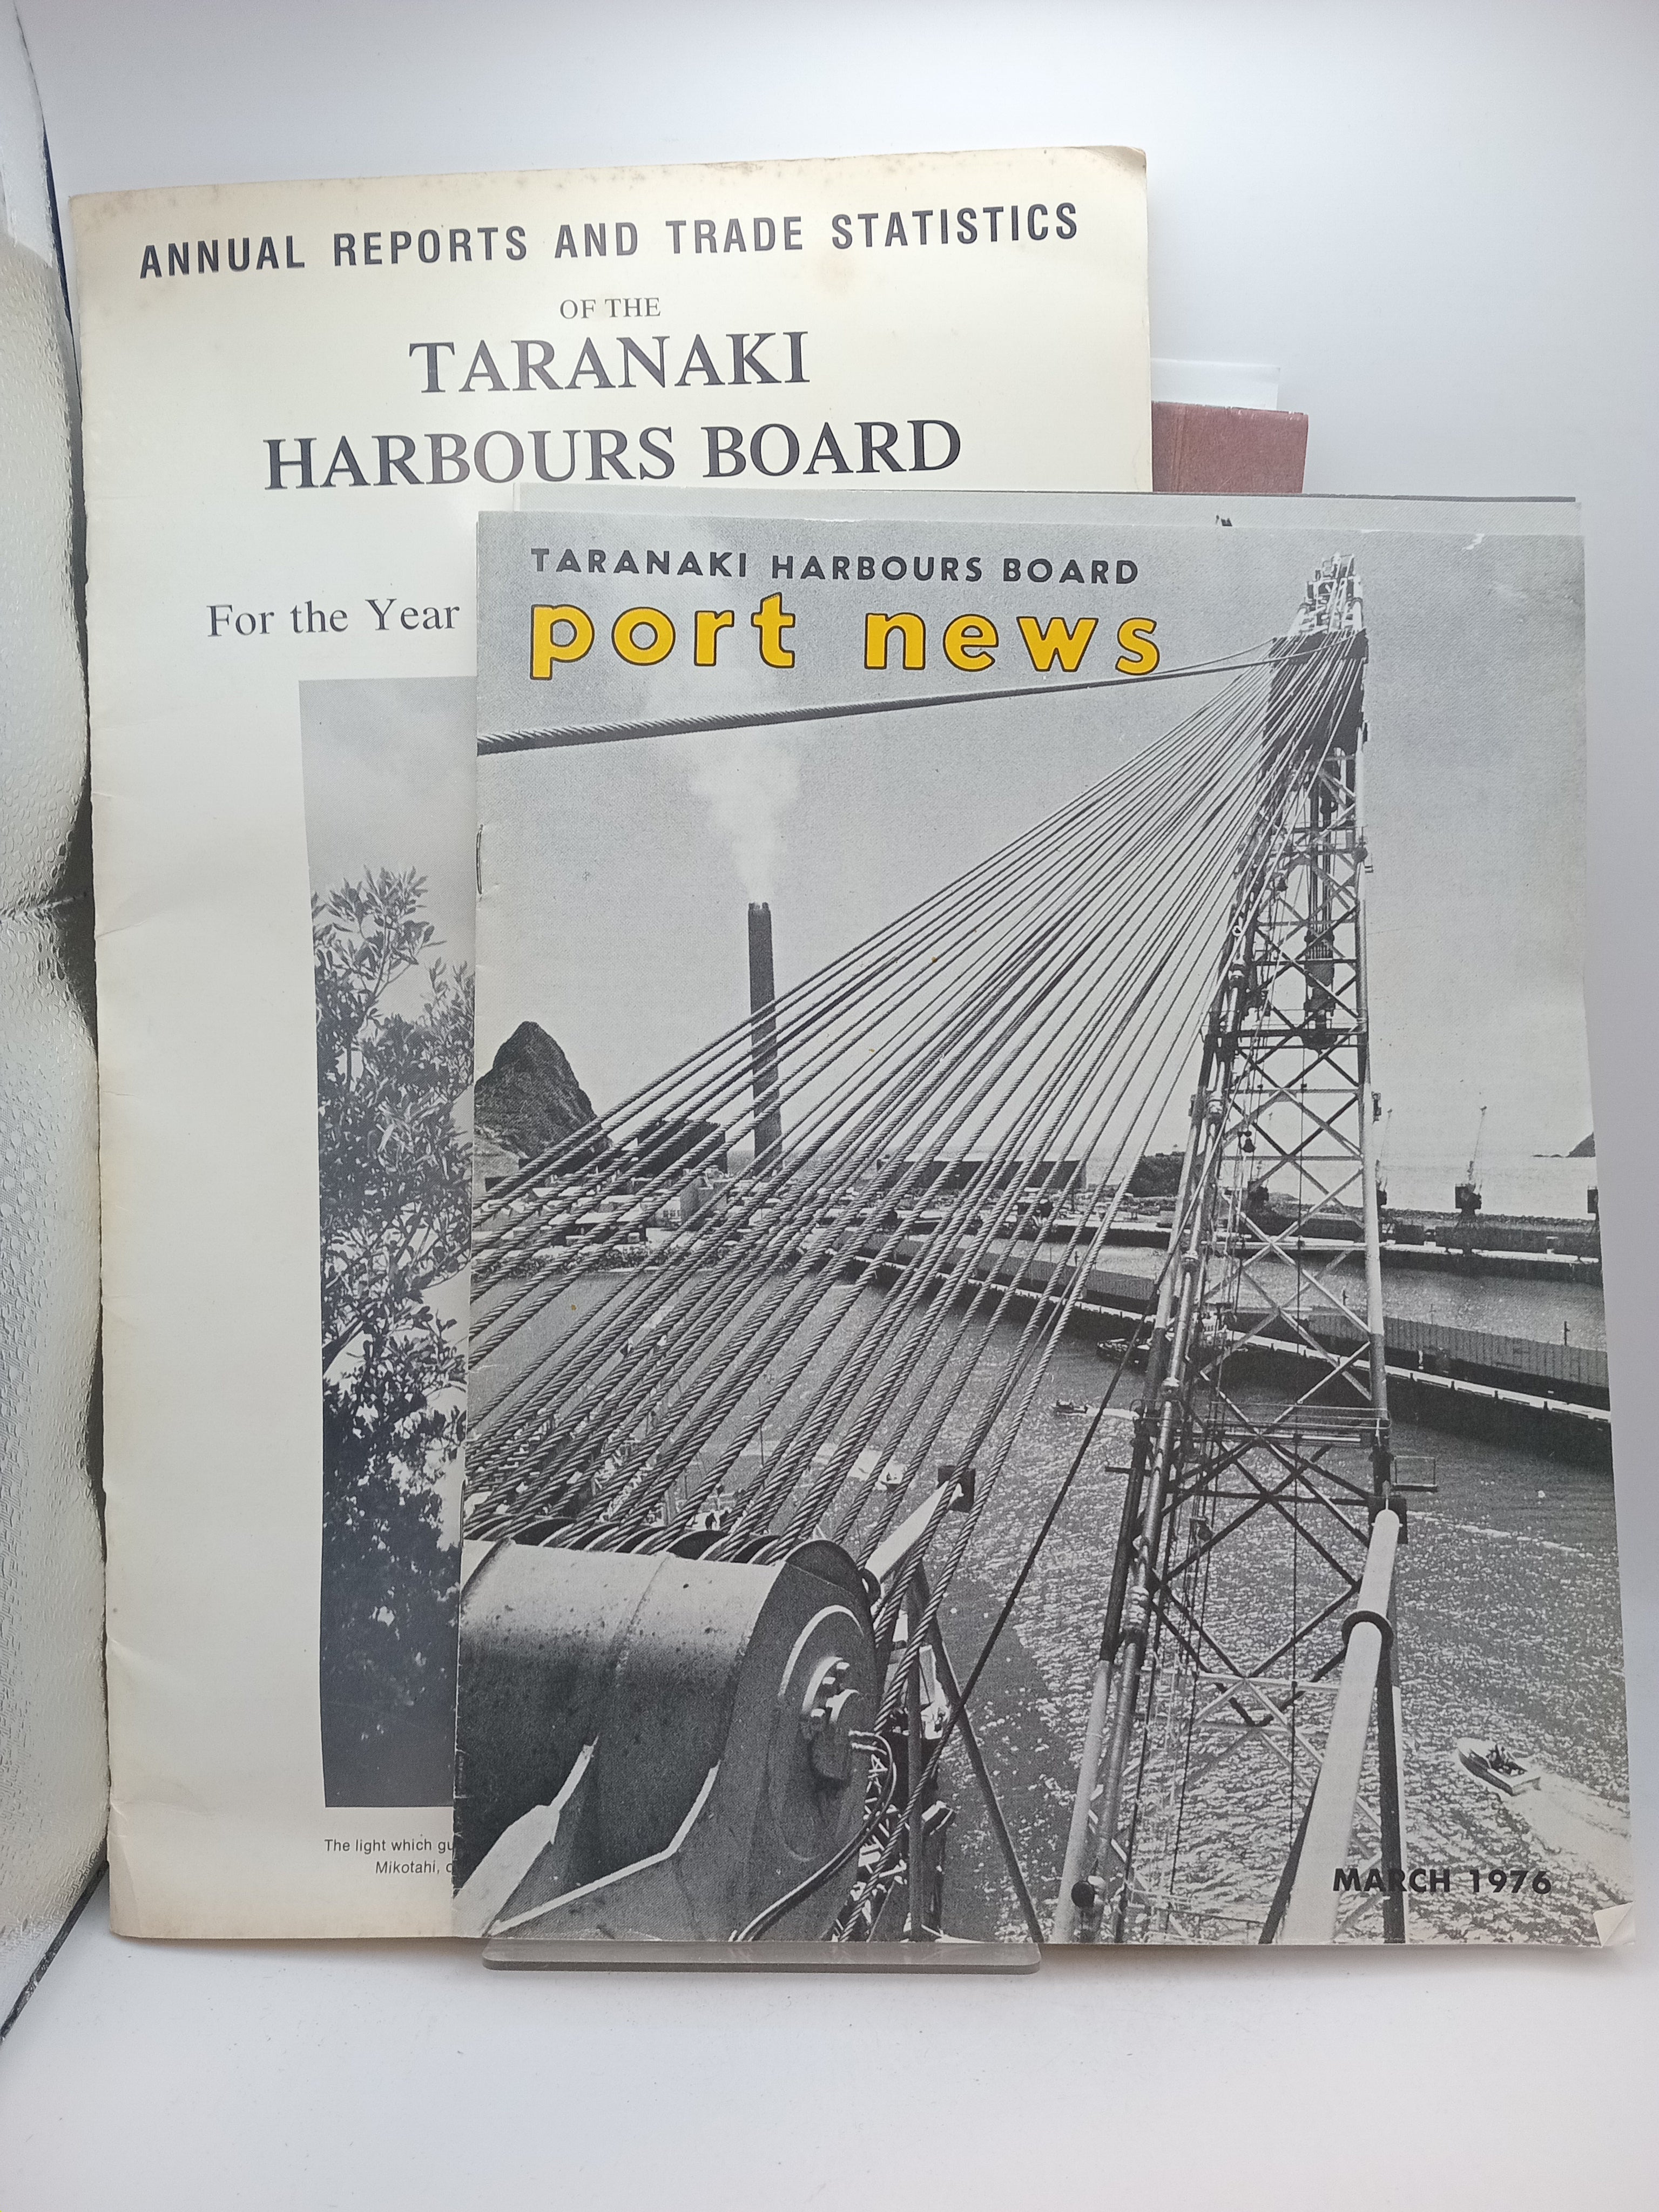 ANNUAL REPORTS AND TRADE STATISTICS
OF THE
TARANAKI
HARBOURS BOARD
For the Year
The light which
Mikotahi,
TARANAKI HARBOURS BOARD
port news
MARCH 1976